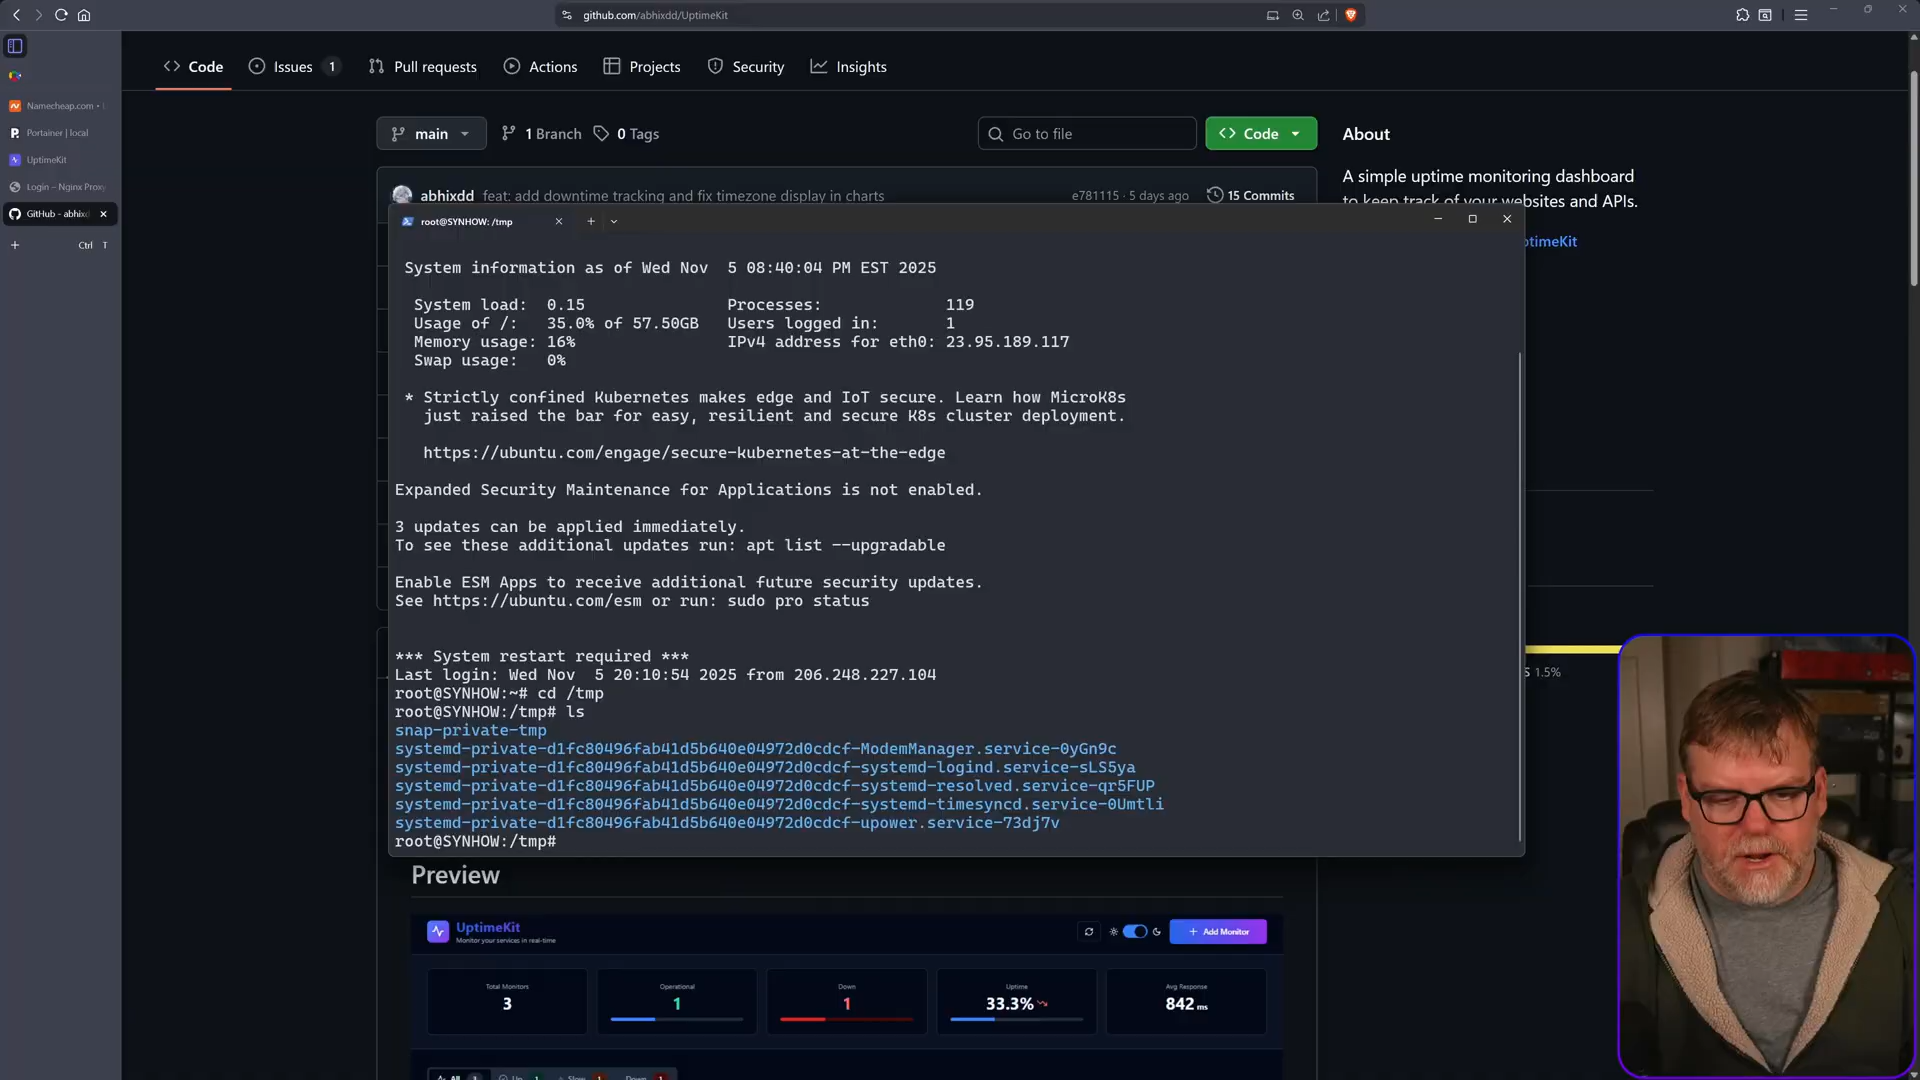 github.com/abhixdd/UptimeKit
Namecheap.com •
Portainer | local
UptimeKit
Login – Nginx Proxy
GitHub - abhixd
Ctrl T
Code
Issues 1
Pull requests
Actions
Projects
Security
Insights
main
1 Branch
0 Tags
Go to file
Code
About
A simple uptime monitoring dashboard
to keep track of your websites and APIs.
abhixdd feat: add downtime tracking and fix timezone display in charts
e781115 · 5 days ago
15 Commits
ptimeKit
1.5%
root@SYNHOW: /tmp
System information as of Wed Nov  5 08:40:04 PM EST 2025
System load: 0.15 Processes: 119
Usage of /: 35.0% of 57.50GB Users logged in: 1
Memory usage: 16% IPv4 address for eth0: 23.95.189.117
Swap usage: 0%
* Strictly confined Kubernetes makes edge and IoT secure. Learn how MicroK8s
just raised the bar for easy, resilient and secure K8s cluster deployment.
https://ubuntu.com/engage/secure-kubernetes-at-the-edge
Expanded Security Maintenance for Applications is not enabled.
3 updates can be applied immediately.
To see these additional updates run: apt list --upgradable
Enable ESM Apps to receive additional future security updates.
See https://ubuntu.com/esm or run: sudo pro status
*** System restart required ***
Last login: Wed Nov  5 20:10:54 2025 from 206.248.227.104
root@SYNHOW:~# cd /tmp
root@SYNHOW:/tmp# ls
snap-private-tmp
systemd-private-d1fc80496fab41d5b640e04972d0cdcf-ModemManager.service-0yGn9c
systemd-private-d1fc80496fab41d5b640e04972d0cdcf-systemd-logind.service-sLS5ya
systemd-private-d1fc80496fab41d5b640e04972d0cdcf-systemd-resolved.service-qr5FUP
systemd-private-d1fc80496fab41d5b640e04972d0cdcf-systemd-timesyncd.service-0Umtli
systemd-private-d1fc80496fab41d5b640e04972d0cdcf-upower.service-73dj7v
root@SYNHOW:/tmp#
Preview
UptimeKit
Monitor your services in real-time
+ Add Monitor
Total Monitors
3
Operational
1
Down
1
Uptime
33.3%
Avg Response
842 ms
All